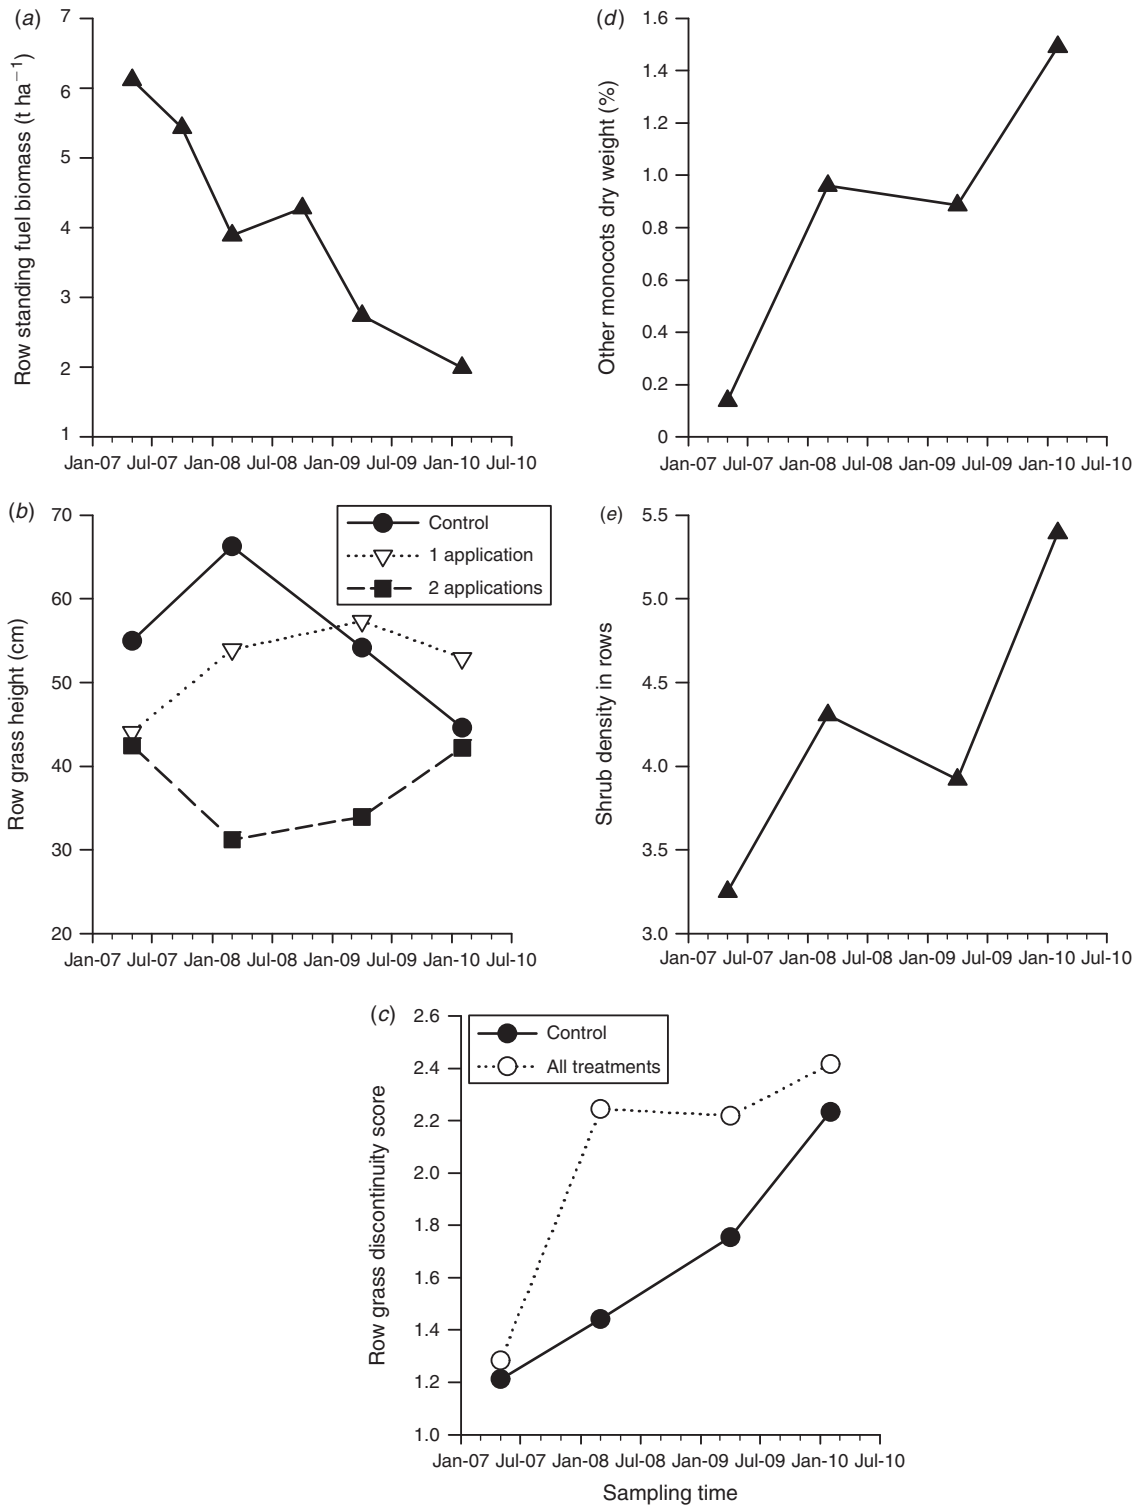 (a)
Row standing fuel biomass (t ha−1)
7
6
5
4
3
2
1
Jan-07 Jul-07 Jan-08 Jul-08 Jan-09 Jul-09 Jan-10 Jul-10
(d)
Other monocots dry weight (%)
1.6
1.4
1.2
1.0
0.8
0.6
0.4
0.2
0
Jan-07 Jul-07 Jan-08 Jul-08 Jan-09 Jul-09 Jan-10 Jul-10
(b)
Row grass height (cm)
70
60
50
40
30
20
Control
1 application
2 applications
Jan-07 Jul-07 Jan-08 Jul-08 Jan-09 Jul-09 Jan-10 Jul-10
(e)
Shrub density in rows
5.5
5.0
4.5
4.0
3.5
3.0
Jan-07 Jul-07 Jan-08 Jul-08 Jan-09 Jul-09 Jan-10 Jul-10
(c)
Row grass discontinuity score
2.6
2.4
2.2
2.0
1.8
1.6
1.4
1.2
1.0
Control
All treatments
Jan-07 Jul-07 Jan-08 Jul-08 Jan-09 Jul-09 Jan-10 Jul-10
Sampling time